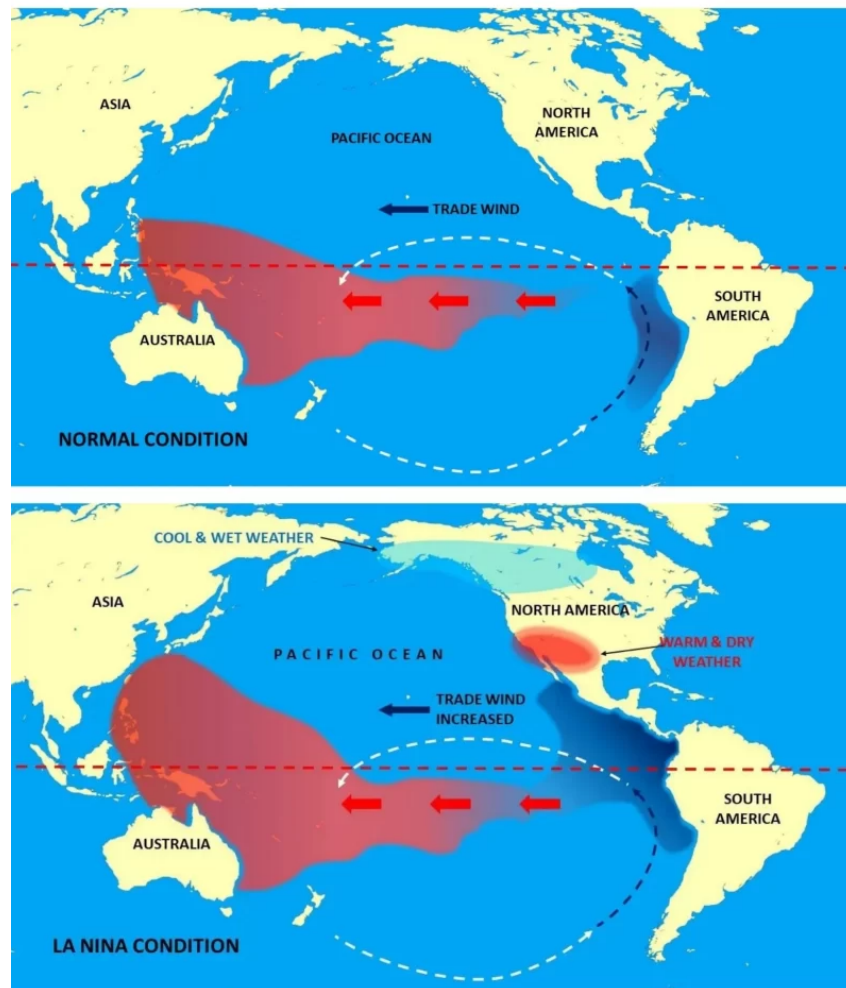 ASIA
NORTH
AMERICA
PACIFIC OCEAN
TRADE WIND
SOUTH
AMERICA
AUSTRALIA
NORMAL CONDITION
COOL & WET WEATHER
ASIA
NORTH AMERICA
WARM & DRY
WEATHER
PACIFIC OCEAN
TRADE WIND
INCREASED
SOUTH
AMERICA
AUSTRALIA
LA NINA CONDITION